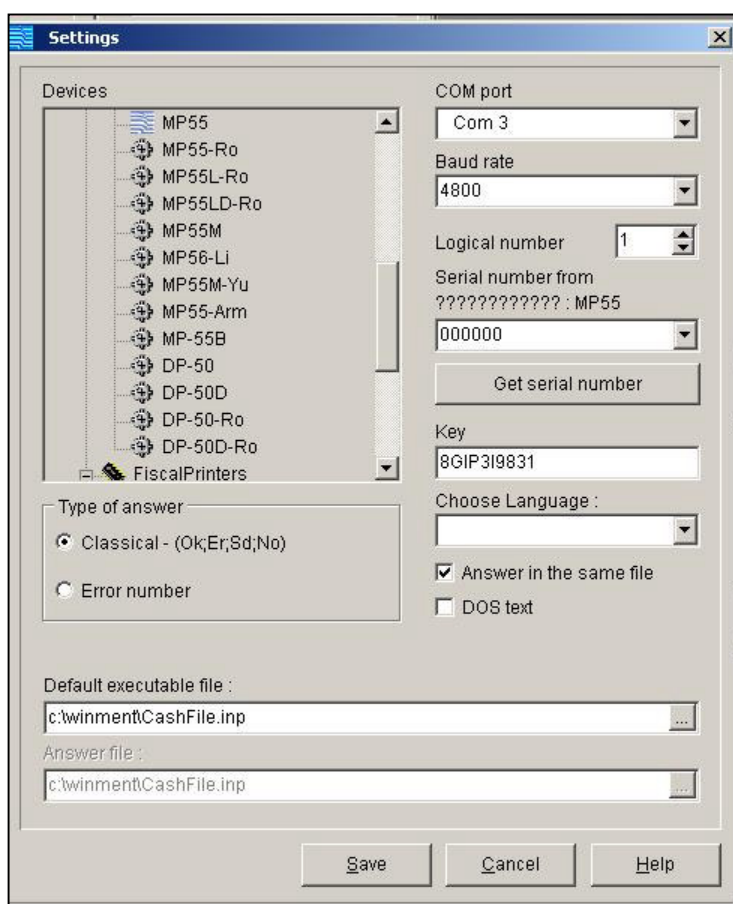 Settings
Devices
MP55
MP55-Ro
MP55L-Ro
MP55LD-Ro
MP55M
MP56-Li
MP55M-Yu
MP55-Arm
MP-55B
DP-50
DP-50D
DP-50-Ro
DP-50D-Ro
FiscalPrinters
Type of answer
Classical - (Ok;Er;Sd;No)
Error number
COM port
Com 3
Baud rate
4800
Logical number 1
Serial number from
???????????? : MP55
000000
Get serial number
Key
8GIP3I9831
Choose Language :
Answer in the same file
DOS text
Default executable file :
c:\winment\CashFile.inp
...
Answer file :
c:\winment\CashFile.inp
...
Save Cancel Help